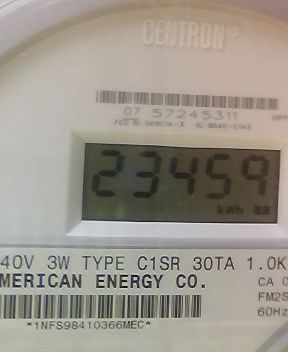 CENTRON®
07 57245311
23459
kWh
40V 3W TYPE C1SR 30TA 1.0K
MERICAN ENERGY CO.
CA 0
FM2S
60Hz
*1NFS98410366MEC*